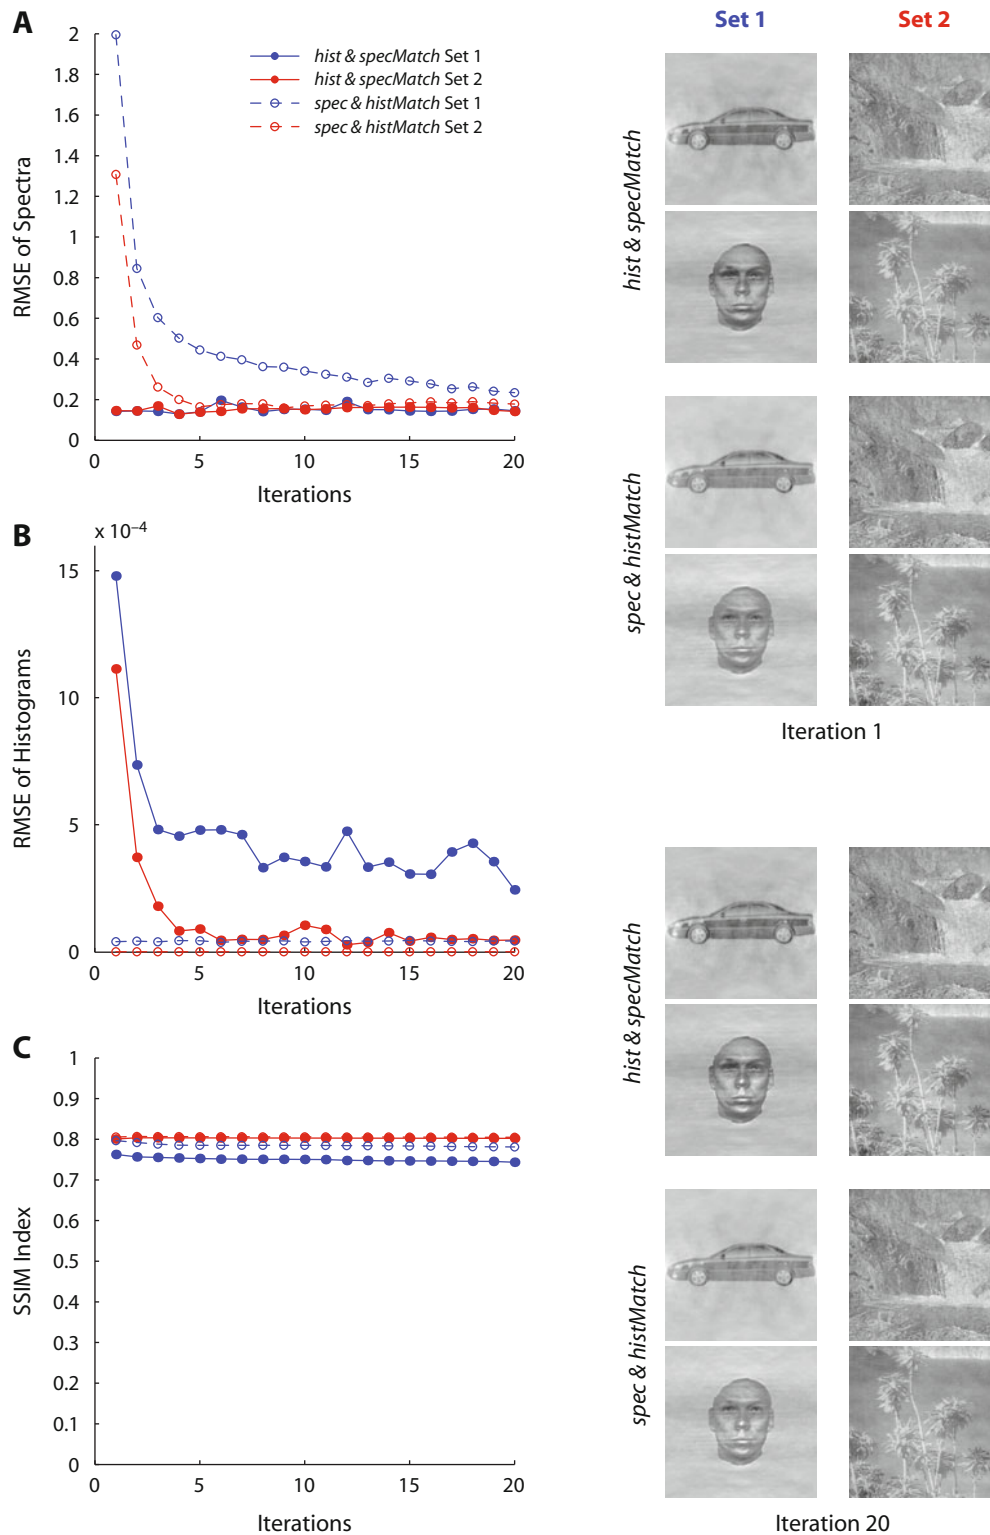 A
2
1.8
1.6
1.4
1.2
1
0.8
0.6
0.4
0.2
0
0 5 10 15 20
RMSE of Spectra
Iterations
hist & specMatch Set 1
hist & specMatch Set 2
spec & histMatch Set 1
spec & histMatch Set 2
B
x 10–4
15
10
5
0
0 5 10 15 20
RMSE of Histograms
Iterations
C
1
0.9
0.8
0.7
0.6
0.5
0.4
0.3
0.2
0.1
0
0 5 10 15 20
SSIM Index
Iterations
Set 1 Set 2
hist & specMatch
spec & histMatch
Iteration 1
hist & specMatch
spec & histMatch
Iteration 20